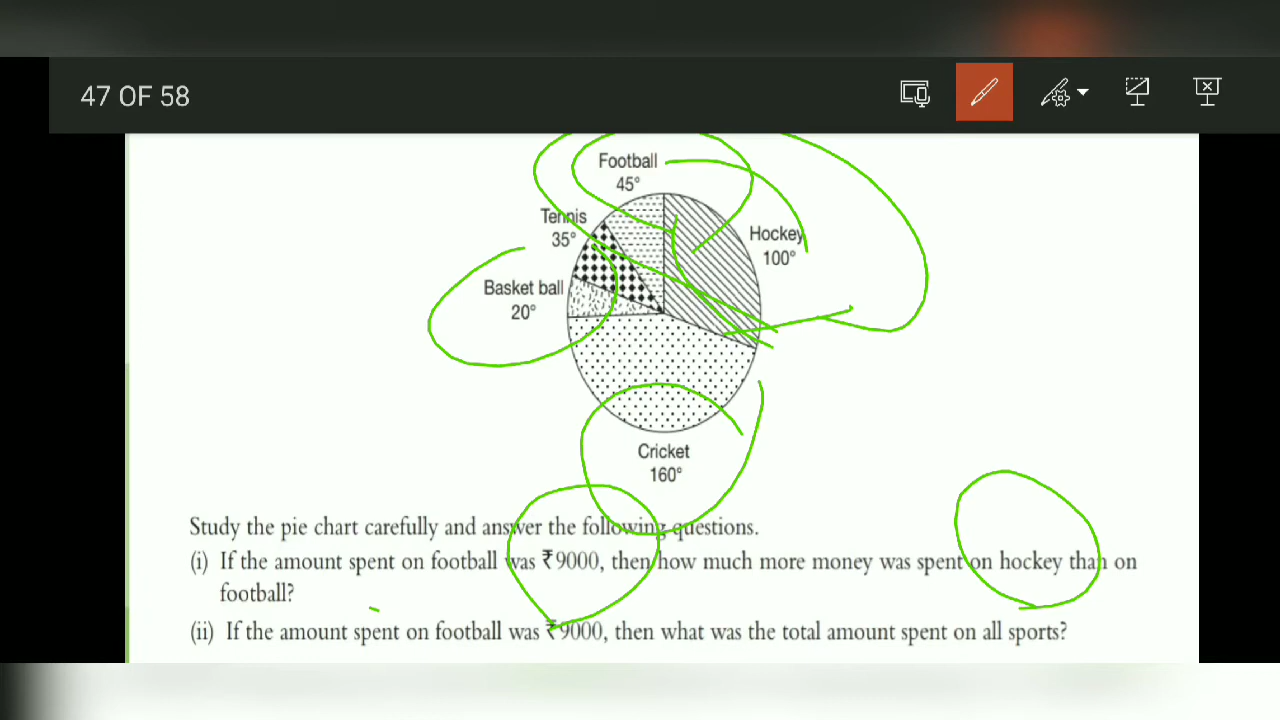 47 OF 58
Football
45°
Tennis
35°
Hockey
100°
Basket ball
20°
Cricket
160°
Study the pie chart carefully and answer the following questions.
(i) If the amount spent on football was ₹9000, then how much more money was spent on hockey than on
football?
(ii) If the amount spent on football was ₹9000, then what was the total amount spent on all sports?